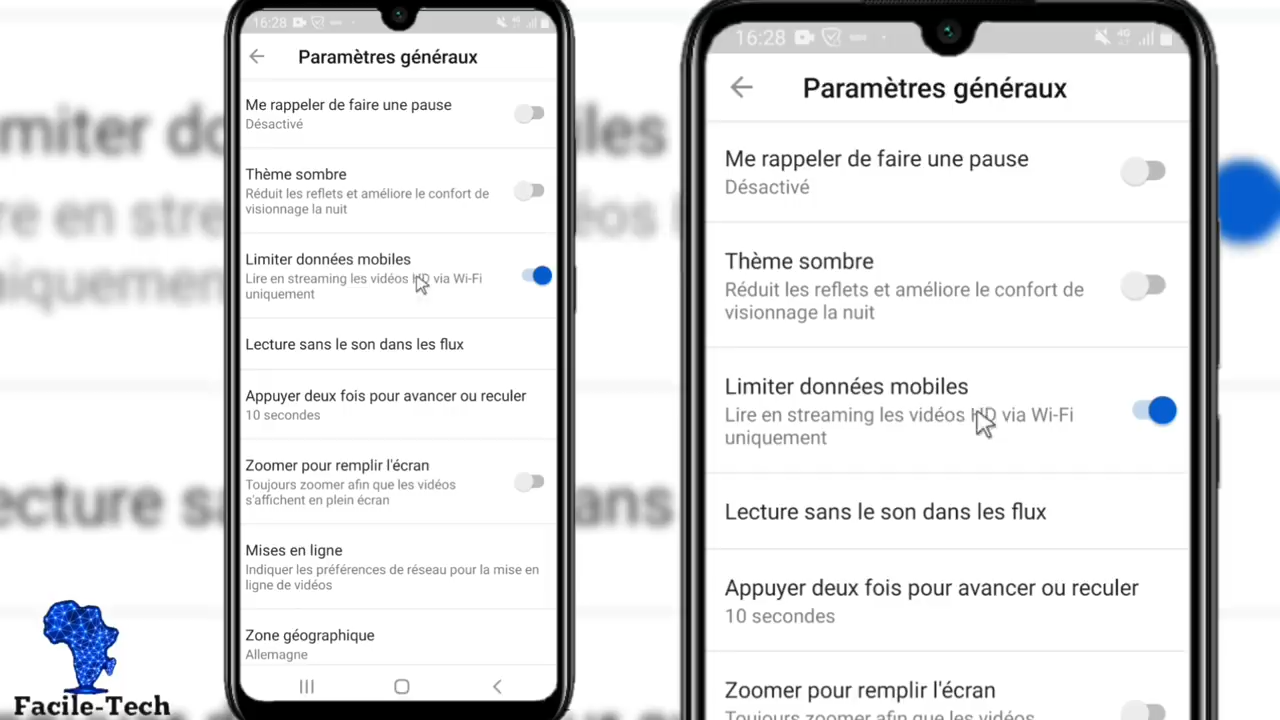 16:28
Paramètres généraux
Me rappeler de faire une pause
Désactivé
Thème sombre
Réduit les reflets et améliore le confort de
visionnage la nuit
Limiter données mobiles
Lire en streaming les vidéos HD via Wi-Fi
uniquement
Lecture sans le son dans les flux
Appuyer deux fois pour avancer ou reculer
10 secondes
Zoomer pour remplir l'écran
Toujours zoomer afin que les vidéos
s'affichent en plein écran
Mises en ligne
Indiquer les préférences de réseau pour la mise en
ligne de vidéos
Zone géographique
Allemagne
16:28
4G
Paramètres généraux
Me rappeler de faire une pause
Désactivé
Thème sombre
Réduit les reflets et améliore le confort de
visionnage la nuit
Limiter données mobiles
Lire en streaming les vidéos HD via Wi-Fi
uniquement
Lecture sans le son dans les flux
Appuyer deux fois pour avancer ou reculer
10 secondes
Zoomer pour remplir l'écran
Toujours zoomer afin que les vidéos
Facile-Tech